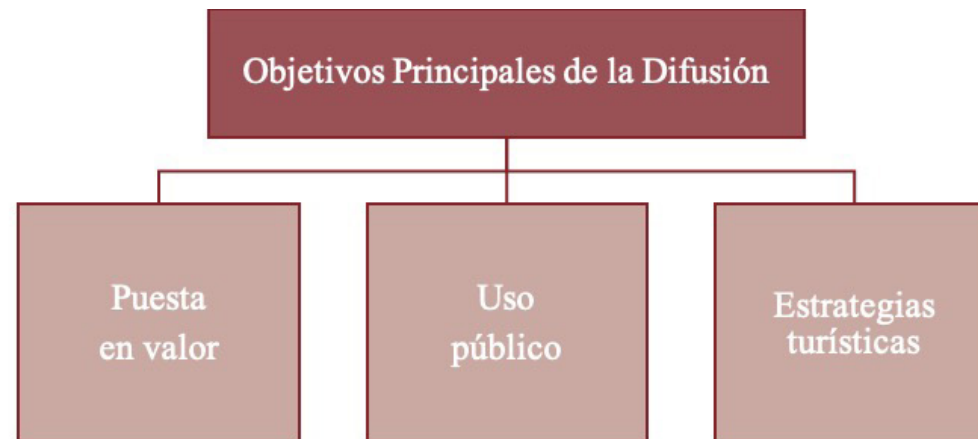 Objetivos Principales de la Difusión
Puesta
en valor
Uso
público
Estrategias
turísticas